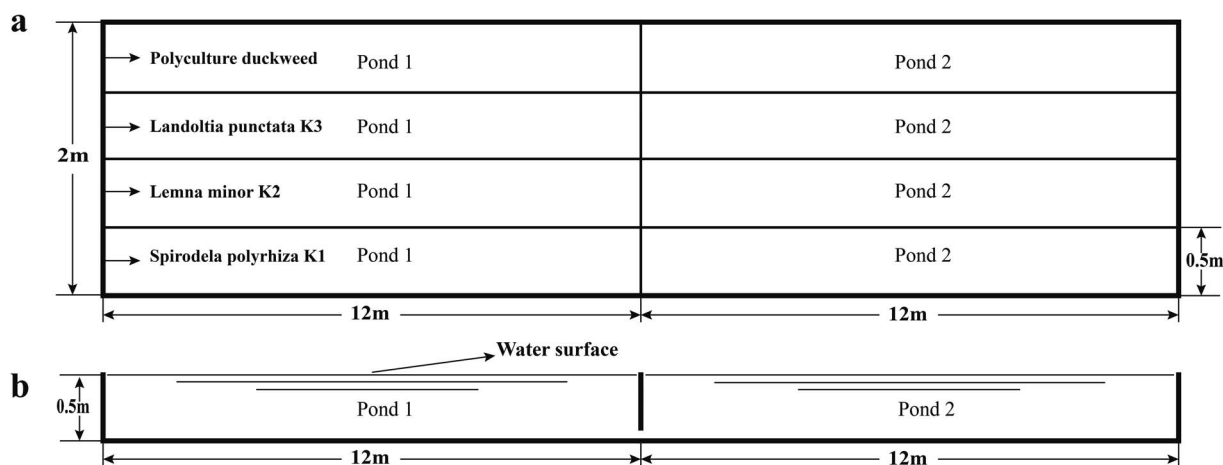 a
Polyculture duckweed Pond 1 Pond 2
Landoltia punctata K3 Pond 1 Pond 2
2m
Lemna minor K2 Pond 1 Pond 2
Spirodela polyrhiza K1 Pond 1 Pond 2
0.5m
12m 12m
Water surface
b
0.5m
Pond 1 Pond 2
12m 12m